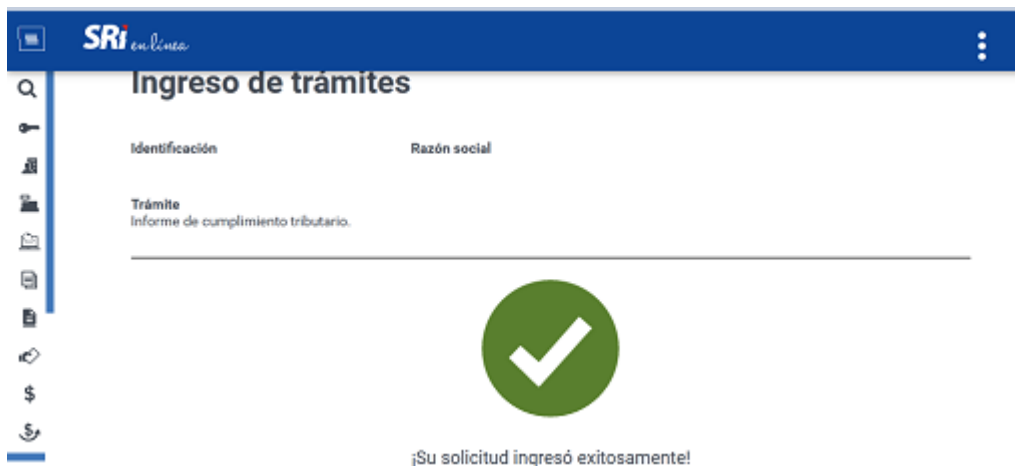 SRi en línea
Ingreso de trámites
Identificación Razón social
Trámite
Informe de cumplimiento tributario.
¡Su solicitud ingresó exitosamente!